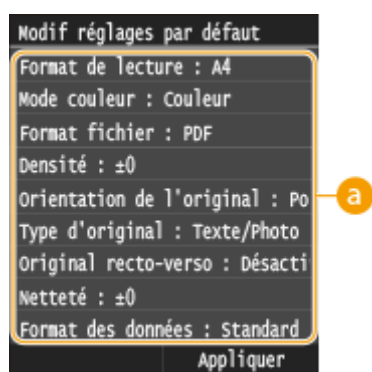 Modif réglages par défaut
Format de lecture : A4
Mode couleur : Couleur
Format fichier : PDF
Densité : ±0
Orientation de l'original : Po
Type d'original : Texte/Photo
Original recto-verso : Désacti
Netteté : ±0
Format des données : Standard
Appliquer
a